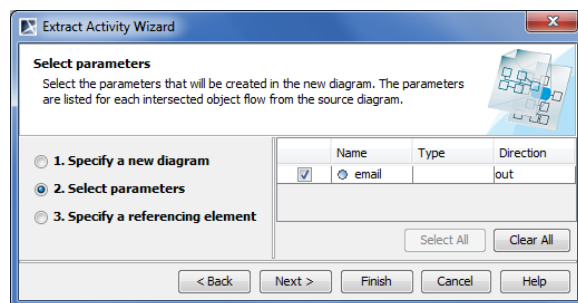 Extract Activity Wizard
Select parameters
Select the parameters that will be created in the new diagram. The parameters
are listed for each intersected object flow from the source diagram.
1. Specify a new diagram
2. Select parameters
3. Specify a referencing element
Name Type Direction
email out
Select All Clear All
< Back Next > Finish Cancel Help